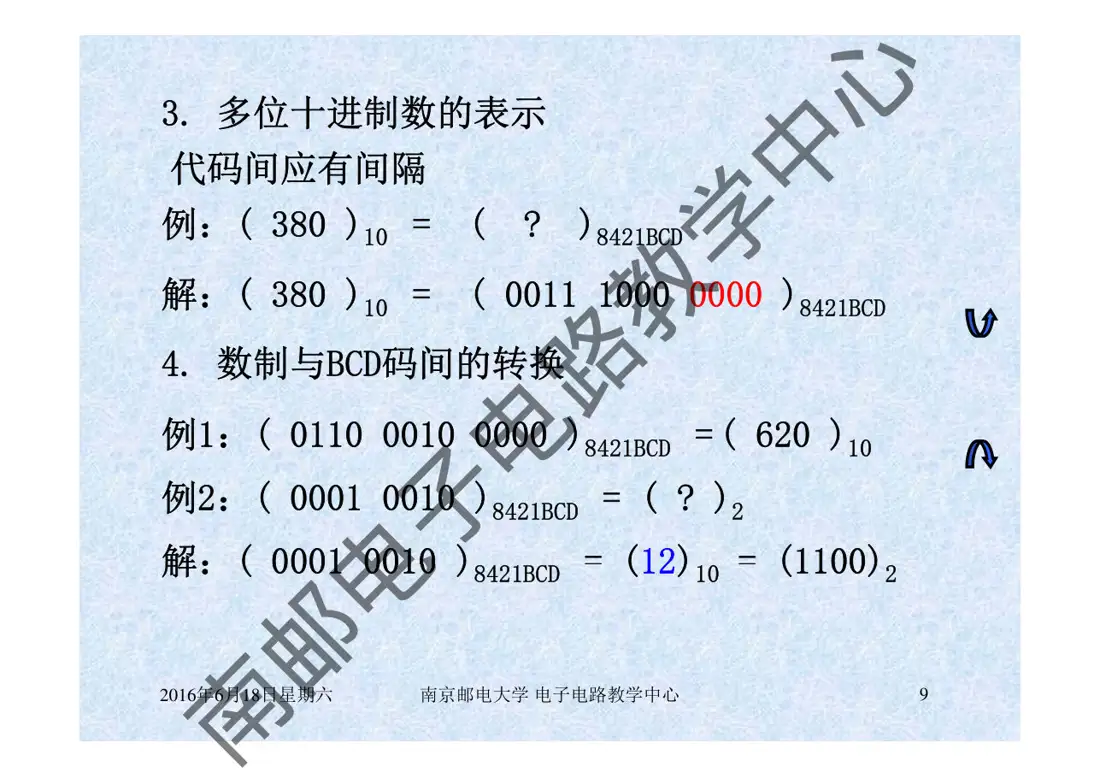 3. 多位十进制数的表示
代码间应有间隔
例：( 380 )10 = ( ? )8421BCD
解：( 380 )10 = ( 0011 1000 0000 )8421BCD
4. 数制与BCD码间的转换
例1：( 0110 0010 0000 )8421BCD =( 620 )10
例2：( 0001 0010 )8421BCD = ( ? )2
解：( 0001 0010 )8421BCD = (12)10 = (1100)2
南邮电子电路教学中心
2016年6月18日星期六 南京邮电大学 电子电路教学中心 9